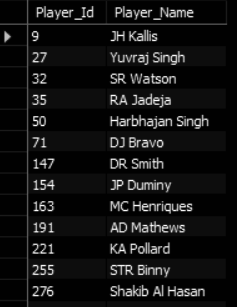 Player_Id Player_Name
9 JH Kallis
27 Yuvraj Singh
32 SR Watson
35 RA Jadeja
50 Harbhajan Singh
71 DJ Bravo
147 DR Smith
154 JP Duminy
163 MC Henriques
191 AD Mathews
221 KA Pollard
255 STR Binny
276 Shakib Al Hasan